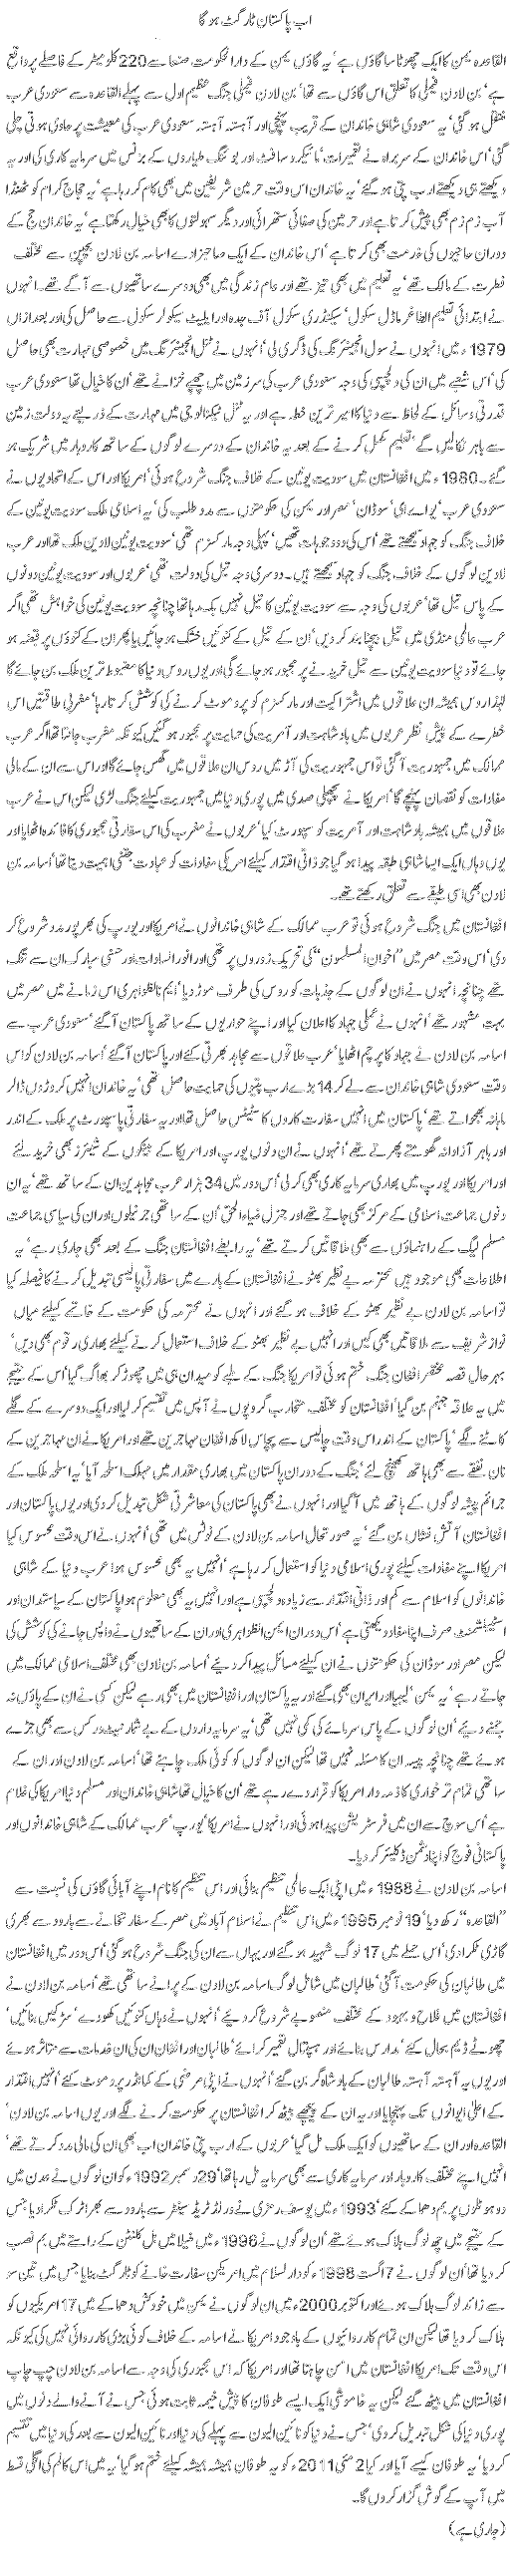 اب پاکستان ٹارگٹ ہو گا
القاعدہ یمن کا ایک چھوٹا سا گاؤں ہے‘ یہ گاؤں یمن کے دارالحکومت صنعا سے 220 کلومیٹر کے فاصلے پر واقع
ہے‘ بن لادن فیملی کا تعلق اس گاؤں سے تھا‘ بن لادن فیملی جنگ عظیم اول سے پہلے القاعدہ سے سعودی عرب
منتقل ہو گئی‘ یہ سعودی شاہی خاندان کے قریب پہنچی اور آہستہ آہستہ سعودی عرب کی معیشت پر حاوی ہوتی چلی
گئی‘ اس خاندان کے سربراہ نے تعمیرات‘ مائیکرو سافٹ اور بوئنگ طیاروں کے بزنس میں سرمایہ کاری کی اور یہ
دیکھتے ہی دیکھتے ارب پتی ہو گئے‘ یہ خاندان اس وقت حرمین شریفین میں بھی کام کر رہا ہے‘ یہ حجاج کرام کو ٹھنڈا
آب زم زم بھی پیش کرتا ہے اور حرمین کی صفائی ستھرائی اور دیگر سہولتوں کا بھی خیال رکھتا ہے‘ یہ خاندان حج کے
دوران حاجیوں کی خدمت بھی کرتا ہے‘ اس خاندان کے ایک صاحبزادے اسامہ بن لادن بچپن سے مختلف
فطرت کے مالک تھے‘ یہ تعلیم میں بھی تیز تھے اور عام زندگی میں بھی دوسرے ساتھیوں سے آگے تھے۔ انہوں
نے ابتدائی تعلیم الثاغر ماڈل سکول‘ سیکنڈری سکول آف جدہ اور ایلیٹ سیکولر سکول سے حاصل کی اور بعد ازاں
1979ء میں انہوں نے سول انجینئرنگ کی ڈگری لی‘ انہوں نے ٹنل انجینئرنگ میں خصوصی مہارت بھی حاصل
کی‘ اس شعبے میں ان کی دلچسپی کی وجہ سعودی عرب کی سرزمین میں چھپے خزانے تھے‘ ان کا خیال تھا سعودی عرب
قدرتی وسائل کے لحاظ سے دنیا کا امیر ترین خطہ ہے اور یہ ٹنل ٹیکنالوجی میں مہارت کے ذریعے یہ دولت زمین
سے باہر نکالیں گے‘ تعلیم مکمل کرنے کے بعد یہ خاندان کے دوسرے لوگوں کے ساتھ کاروبار میں شریک ہو
گئے۔ 1980ء میں افغانستان میں سوویت یونین کے خلاف جنگ شروع ہوئی‘ امریکا اور اس کے اتحادیوں نے
سعودی عرب‘ یو اے ای‘ سوڈان‘ مصر اور یمن کی حکومتوں سے مدد طلب کی‘ یہ اسلامی ملک سوویت یونین کے
خلاف جنگ کو جہاد سمجھتے تھے‘ اس کی دو وجوہات تھیں‘ پہلی وجہ مارکسزم تھی‘ سوویت یونین لادین ملک تھا اور عرب
لادین لوگوں کے خلاف جنگ کو جہاد سمجھتے ہیں۔ دوسری وجہ تیل کی دولت تھی‘ عربوں اور سوویت یونین دونوں
کے پاس تیل تھا‘ عربوں کی وجہ سے سوویت یونین کا تیل نہیں بک رہا تھا چنانچہ سوویت یونین کی خواہش تھی اگر
عرب عالمی منڈی میں تیل بیچنا بند کر دیں‘ ان کے تیل کے کنوئیں خشک ہو جائیں یا پھر ان کے کنوؤں پر قبضہ ہو
جائے تو دنیا سوویت یونین سے تیل خریدنے پر مجبور ہو جائے گی اور یوں روس دنیا کا مضبوط ترین ملک بن جائے گا
لہٰذا روس ہمیشہ ان علاقوں میں اشتراکیت اور مارکسزم کو پروموٹ کرنے کی کوشش کرتا رہا‘ مغربی طاقتیں اس
خطرے کے پیش نظر عربوں میں بادشاہت اور آمریت کی حمایت پر مجبور ہو گئیں کیونکہ مغرب جانتا تھا اگر عرب
ممالک میں جمہوریت آ گئی تو اس جمہوریت کی آڑ میں روس ان علاقوں میں گھس جائے گا اور اس سے ان کے مالی
مفادات کو نقصان پہنچے گا‘ امریکا نے پچھلی صدی میں پوری دنیا میں جمہوریت کیلئے جنگ لڑی لیکن اس نے عرب
علاقوں میں ہمیشہ بادشاہت اور آمریت کو سپورٹ کیا‘ عربوں نے مغرب کی اس سفارتی مجبوری کا فائدہ اٹھایا اور
یوں وہاں ایک ایسا شاہی طبقہ پیدا ہو گیا جو ذاتی اقتدار کیلئے امریکی مفادات کو عبادت جتنی اہمیت دیتا تھا‘ اسامہ بن
لادن بھی اسی طبقے سے تعلق رکھتے تھے۔
افغانستان میں جنگ شروع ہوئی تو عرب ممالک کے شاہی خاندانوں نے امریکا اور یورپ کی بھرپور مدد شروع کر
دی‘ اس وقت مصر میں ’’اخوان المسلمون‘‘ کی تحریک زوروں پر تھی اور انور السادات اور حسنی مبارک ان سے تنگ
تھے چنانچہ انہوں نے ان لوگوں کے جذبات کو روس کی طرف موڑ دیا‘ ایمن الظواہری اس زمانے میں مصر میں
بہت مشہور تھے‘ انہوں نے عملی جہاد کا اعلان کیا اور اپنے حواریوں کے ساتھ پاکستان آ گئے‘ سعودی عرب سے
اسامہ بن لادن نے جہاد کا پرچم اٹھایا‘ عرب علاقوں سے مجاہد بھرتی کئے اور پاکستان آ گئے‘ اسامہ بن لادن کو اس
وقت سعودی شاہی خاندان سے لے کر 14 بڑے ارب پتیوں کی حمایت حاصل تھی‘ یہ خاندان انہیں کروڑوں ڈالر
ماہانہ بھجواتے تھے‘ پاکستان میں انہیں سفارت کاروں کا سٹیٹس حاصل تھا اور یہ سفارتی پاسپورٹ پر ملک کے اندر
اور باہر آزادانہ گھومتے پھرتے تھے‘ انہوں نے ان دنوں یورپ اور امریکا کے بینکوں کے شیئرز بھی خرید لئے
اور امریکا اور یورپ میں بھاری سرمایہ کاری بھی کر لی‘ اس دور میں 34 ہزار عرب مجاہدین ان کے ساتھ تھے‘ یہ ان
دنوں جماعت اسلامی کے مرکز بھی جاتے تھے اور جنرل ضیاء الحق‘ ان کے ساتھی جرنیلوں اور ان کی سیاسی جماعت
مسلم لیگ کے راہنماؤں سے بھی ملاقاتیں کرتے تھے‘ یہ رابطے افغانستان جنگ کے بعد بھی جاری رہے‘ یہ
اطلاعات بھی موجود ہیں محترمہ بے نظیر بھٹو نے افغانستان کے بارے میں سفارتی پالیسی تبدیل کرنے کا فیصلہ کیا
تو اسامہ بن لادن بے نظیر بھٹو کے خلاف ہو گئے اور انہوں نے محترمہ کی حکومت کے خاتمے کیلئے میاں
نواز شریف سے ملاقاتیں بھی کیں اور انہیں بے نظیر بھٹو کے خلاف استعمال کرنے کیلئے بھاری رقوم بھی دیں‘
بہرحال قصہ مختصر افغان جنگ ختم ہوئی تو امریکا جنگ کے ملبے کو میدان ہی میں چھوڑ کر بھاگ گیا‘ اس کے نتیجے
میں یہ علاقہ جہنم بن گیا‘ افغانستان کو مختلف متحارب گروپوں نے آپس میں تقسیم کر لیا اور ایک دوسرے کے گلے
کاٹنے لگے‘ پاکستان کے اندر اس وقت چالیس سے پچاس لاکھ افغان مہاجرین تھے اور امریکا نے ان مہاجرین کے
نان نفقے سے بھی ہاتھ کھینچ لئے‘ جنگ کے دوران پاکستان میں بھاری مقدار میں مہلک اسلحہ آیا‘ یہ اسلحہ ملک کے
جرائم پیشہ لوگوں کے ہاتھ میں آ گیا اور انہوں نے بھی پاکستان کی معاشرتی شکل تبدیل کر دی اور یوں پاکستان اور
افغانستان آتش فشاں بن گئے‘ یہ صورتحال اسامہ بن لادن کے نوٹس میں تھی‘ انہوں نے اس وقت محسوس کیا
امریکا اپنے مفادات کیلئے پوری اسلامی دنیا کو استعمال کر رہا ہے‘ انہیں یہ بھی محسوس ہوا عرب دنیا کے شاہی
خاندانوں کو اسلام سے کم اور ذاتی اقتدار سے زیادہ دلچسپی ہے اور انہیں یہ بھی معلوم ہوا پاکستان کے سیاستدان اور
اسٹیبلشمنٹ صرف اپنا مفاد دیکھتی ہے‘ اس دوران ایمن الظواہری اور ان کے ساتھیوں نے واپس جانے کی کوشش کی
لیکن مصر اور سوڈان کی حکومتوں نے ان کیلئے مسائل پیدا کر دیئے‘ اسامہ بن لادن بھی مختلف اسلامی ممالک میں
جاتے رہے‘ یہ یمن‘ لیبیا اور ایران بھی گئے اور یہ پاکستان اور افغانستان میں بھی رہے لیکن کسی نے ان کے پاؤں نہ
جمنے دیئے‘ ان لوگوں کے پاس سرمائے کی کمی نہیں تھی‘ یہ سرمایہ داروں کے بے شمار نیٹ ورکس سے بھی جڑے
ہوئے تھے چنانچہ پیسہ ان کا مسئلہ نہیں تھا لیکن ان لوگوں کو کوئی ملک چاہئے تھا‘ اسامہ بن لادن اور ان کے
ساتھی تمام تر خواری کا ذمہ دار امریکا کو قرار دے رہے تھے‘ ان کا خیال تھا شاہی خاندان اور مسلم دنیا امریکا کی غلام
ہے‘ اس سوچ سے ان میں فرسٹریشن پیدا ہوئی اور انہوں نے امریکا‘ یورپ‘ عرب ممالک کے شاہی خاندانوں اور
پاکستانی فوج کو اپنا دشمن ڈکلیئر کر دیا۔
اسامہ بن لادن نے 1988ء میں اپنی ایک عالمی تنظیم بنائی اور اس تنظیم کا نام اپنے آبائی گاؤں کی نسبت سے
’’القاعدہ‘‘ رکھ دیا‘ 19 نومبر 1995ء میں اس تنظیم نے اسلام آباد میں مصر کے سفارتخانے سے بارود سے بھری
گاڑی ٹکرا دی‘ اس حملے میں 17 لوگ شہید ہو گئے اور یہاں سے ان کی جنگ شروع ہو گئی‘ اس دور میں افغانستان
میں طالبان کی حکومت آ گئی‘ طالبان میں شامل لوگ اسامہ بن لادن کے پرانے ساتھی تھے‘ اسامہ بن لادن نے
افغانستان میں فلاح و بہبود کے مختلف منصوبے شروع کر دیئے‘ انہوں نے وہاں کنوئیں کھودے‘ سڑکیں بنائیں‘
چھوٹے ڈیم بحال کئے‘ مدارس بنائے اور ہسپتال تعمیر کرائے‘ طالبان اور افغان ان کی ان خدمات سے متاثر ہوئے
اور یوں یہ آہستہ آہستہ طالبان کے بادشاہ گر بن گئے‘ انہوں نے اپنی مرضی کے کمانڈر پروموٹ کئے‘ انہیں اقتدار
کے اعلیٰ ایوانوں تک پہنچایا اور یہ ان کے پیچھے بیٹھ کر افغانستان پر حکومت کرنے لگے اور یوں اسامہ بن لادن‘
القاعدہ اور ان کے ساتھیوں کو ایک ملک مل گیا‘ عربوں کے ارب پتی خاندان اب بھی ان کی مالی مدد کرتے تھے‘
انہیں اپنے مختلف کاروبار اور سرمایہ کاری سے بھی سرمایہ مل رہا تھا‘ 29 دسمبر 1992ء کو ان لوگوں نے عدن میں
دو ہوٹلوں پر بم دھماکے کئے‘ 1993ء میں یوسف رمزی نے ورلڈ ٹریڈ سینٹر سے بارود سے بھرا ٹرک ٹکرا دیا جس
کے نتیجے میں چھ لوگ ہلاک ہوئے تھے‘ ان لوگوں نے 1996ء میں منیلا میں بل کلنٹن کے راستے میں بم نصب
کر دیا تھا‘ ان لوگوں نے 7 اگست 1998ء کو دارلسلام میں امریکن سفارت خانے کو ٹارگٹ بنایا جس میں تین سو
سے زائد لوگ ہلاک ہوئے اور اکتوبر 2000ء میں ان لوگوں نے یمن میں خودکش دھماکے میں 17 امریکیوں کو
ہلاک کر دیا تھا لیکن ان تمام کارروائیوں کے باوجود امریکا نے اسامہ کے خلاف کوئی بڑی کارروائی نہیں کی کیونکہ
اس وقت تک امریکا افغانستان میں امن چاہتا تھا اور امریکا کی اس مجبوری کی وجہ سے اسامہ بن لادن چپ چاپ
افغانستان میں بیٹھ گئے لیکن یہ خاموشی ایک ایسے طوفان کا پیش خیمہ ثابت ہوئی جس نے آنے والے دنوں میں
پوری دنیا کی شکل تبدیل کر دی‘ جس نے دنیا کو نائن الیون سے پہلے کی دنیا اور نائن الیون سے بعد کی دنیا میں تقسیم
کر دیا‘ یہ طوفان کیسے آیا اور کیا 2 مئی 2011ء کو یہ طوفان ہمیشہ ہمیشہ کیلئے ختم ہو گیا‘ یہ میں اس کالم کی اگلی قسط
میں آپ کے گوش گزار کروں گا۔
(جاری ہے)